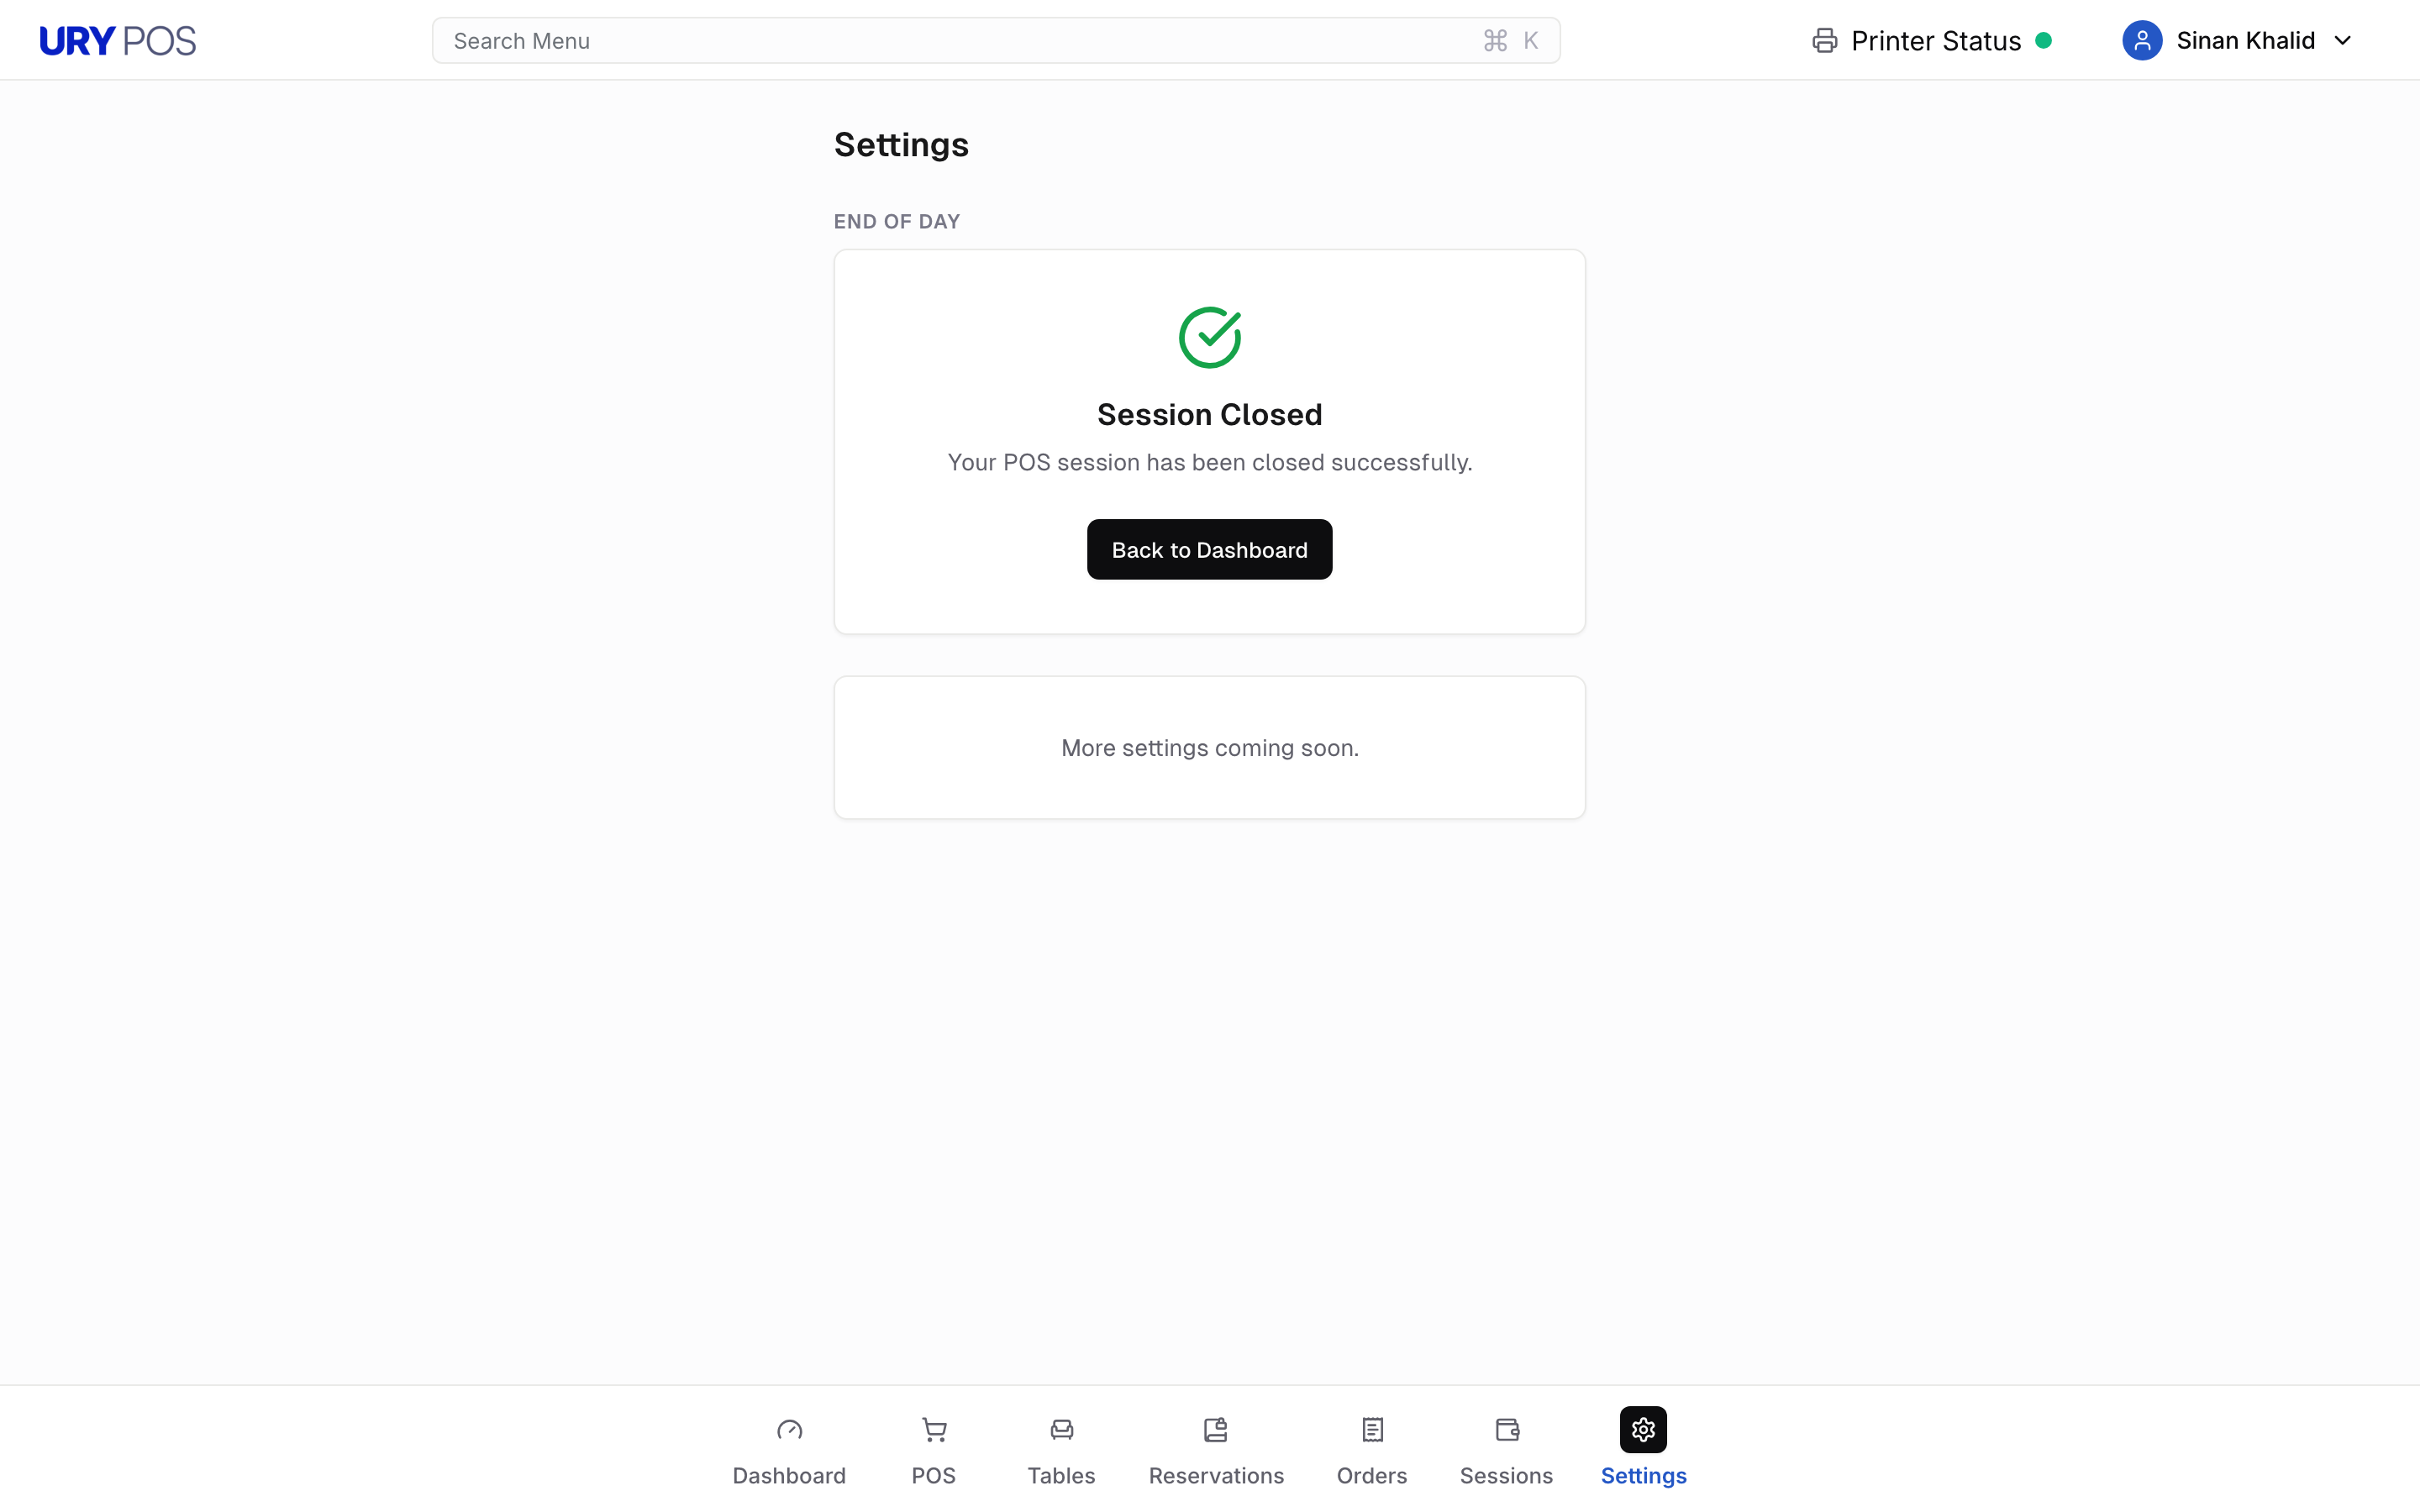 URY POS
Search Menu
⌘ K
Printer Status
Sinan Khalid
Settings
END OF DAY
Session Closed
Your POS session has been closed successfully.
Back to Dashboard
More settings coming soon.
Dashboard
POS
Tables
Reservations
Orders
Sessions
Settings